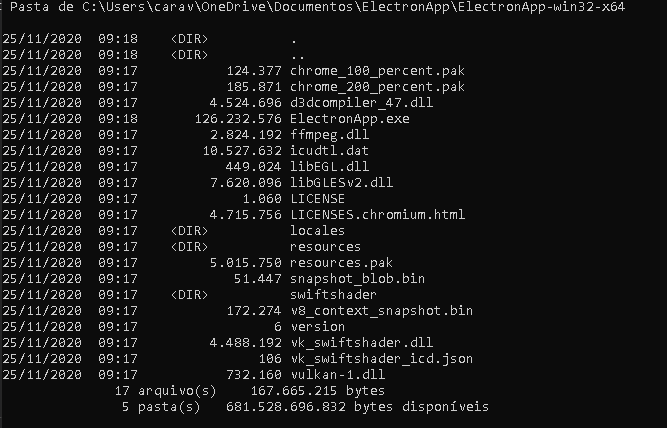 Pasta de C:\Users\carav\OneDrive\Documentos\ElectronApp\ElectronApp-win32-x64
25/11/2020  09:18    <DIR>          .
25/11/2020  09:18    <DIR>          ..
25/11/2020  09:17           124.377 chrome_100_percent.pak
25/11/2020  09:17           185.871 chrome_200_percent.pak
25/11/2020  09:17         4.524.696 d3dcompiler_47.dll
25/11/2020  09:18       126.232.576 ElectronApp.exe
25/11/2020  09:17         2.824.192 ffmpeg.dll
25/11/2020  09:17        10.527.632 icudtl.dat
25/11/2020  09:17           449.024 libEGL.dll
25/11/2020  09:17         7.620.096 libGLESv2.dll
25/11/2020  09:17             1.060 LICENSE
25/11/2020  09:17         4.715.756 LICENSES.chromium.html
25/11/2020  09:17    <DIR>          locales
25/11/2020  09:17    <DIR>          resources
25/11/2020  09:17         5.015.750 resources.pak
25/11/2020  09:17            51.447 snapshot_blob.bin
25/11/2020  09:17    <DIR>          swiftshader
25/11/2020  09:17           172.274 v8_context_snapshot.bin
25/11/2020  09:17                 6 version
25/11/2020  09:17         4.488.192 vk_swiftshader.dll
25/11/2020  09:17               106 vk_swiftshader_icd.json
25/11/2020  09:17           732.160 vulkan-1.dll
17 arquivo(s)    167.665.215 bytes
5 pasta(s)   681.528.696.832 bytes disponíveis